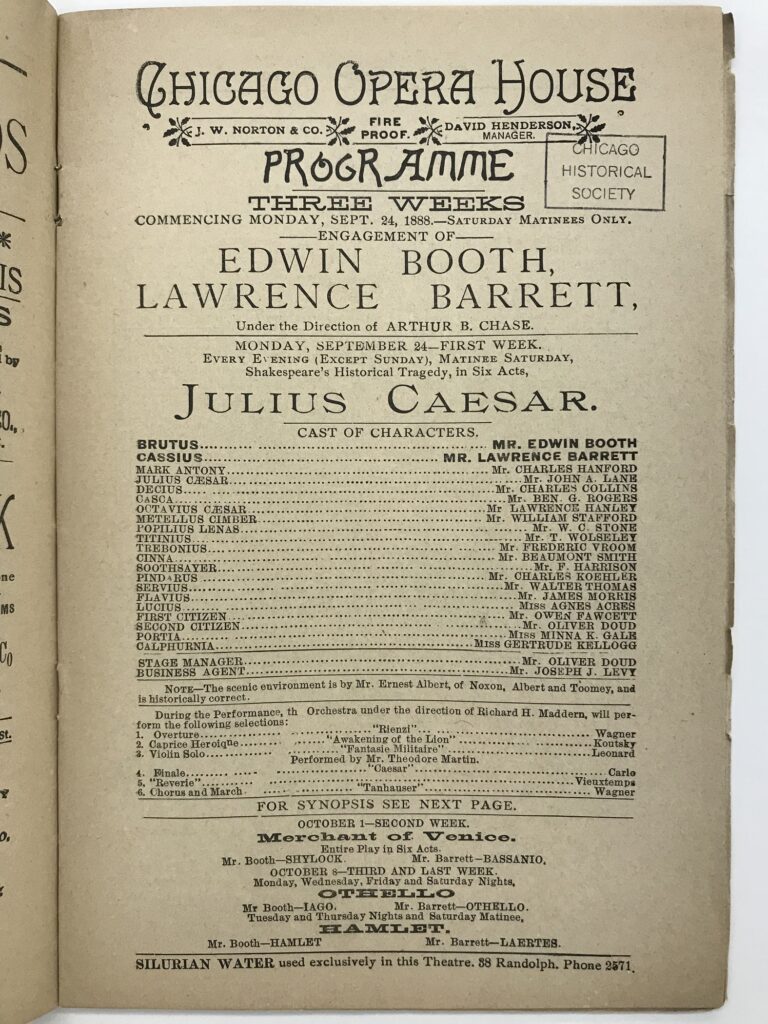 CHICAGO OPERA HOUSE
J. W. NORTON & CO. FIRE PROOF. DAVID HENDERSON, MANAGER.
PROGRAMME
CHICAGO HISTORICAL SOCIETY
THREE WEEKS
COMMENCING MONDAY, SEPT. 24, 1888.—SATURDAY MATINEES ONLY.
ENGAGEMENT OF
EDWIN BOOTH,
LAWRENCE BARRETT,
Under the Direction of ARTHUR B. CHASE.
MONDAY, SEPTEMBER 24—FIRST WEEK.
EVERY EVENING (EXCEPT SUNDAY), MATINEE SATURDAY,
Shakespeare's Historical Tragedy, in Six Acts,
JULIUS CAESAR.
CAST OF CHARACTERS.
BRUTUS MR. EDWIN BOOTH
CASSIUS MR. LAWRENCE BARRETT
MARK ANTONY Mr. CHARLES HANFORD
JULIUS CÆSAR Mr. JOHN A. LANE
DECIUS Mr. CHARLES COLLINS
CASCA Mr. BEN. G. ROGERS
OCTAVIUS CÆSAR Mr LAWRENCE HANLEY
METELLUS CIMBER Mr. WILLIAM STAFFORD
POPILIUS LENAS Mr. W. C. STONE
TITINIUS Mr. T. WOLSELEY
TREBONIUS Mr. FREDERIC VROOM
CINNA Mr. BEAUMONT SMITH
SOOTHSAYER Mr. F. HARRISON
PINDARUS Mr. CHARLES KOEHLER
SERVIUS Mr. WALTER THOMAS
FLAVIUS Mr. JAMES MORRIS
LUCIUS MISS AGNES ACRES
FIRST CITIZEN Mr. OWEN FAWCETT
SECOND CITIZEN Mr. OLIVER DOUD
PORTIA MISS MINNA K. GALE
CALPHURNIA MISS GERTRUDE KELLOGG
STAGE MANAGER Mr. OLIVER DOUD
BUSINESS AGENT Mr. JOSEPH J. LEVY
NOTE—The scenic environment is by Mr. Ernest Albert, of Noxon, Albert and Toomey, and
is historically correct.
During the Performance, th Orchestra under the direction of Richard H. Maddern, will per-
form the following selections:
1. Overture "Rienzi" Wagner
2. Caprice Heroique "Awakening of the Lion" Koutsky
3. Violin Solo "Fantasie Militaire" Leonard
Performed by Mr. Theodore Martin.
4. Finale "Caesar" Carlo
5. "Reverie" Vieuxtemps
6. Chorus and March "Tanhauser" Wagner
FOR SYNOPSIS SEE NEXT PAGE.
OCTOBER 1—SECOND WEEK.
Merchant of Venice.
Entire Play in Six Acts.
Mr. Booth—SHYLOCK Mr. Barrett—BASSANIO.
OCTOBER 8—THIRD AND LAST WEEK.
Monday, Wednesday, Friday and Saturday Nights,
OTHELLO
Mr Booth—IAGO. Mr. Barrett—OTHELLO.
Tuesday and Thursday Nights and Saturday Matinee,
HAMLET.
Mr. Booth—HAMLET Mr. Barrett—LAERTES.
SILURIAN WATER used exclusively in this Theatre. 38 Randolph. Phone 2571.